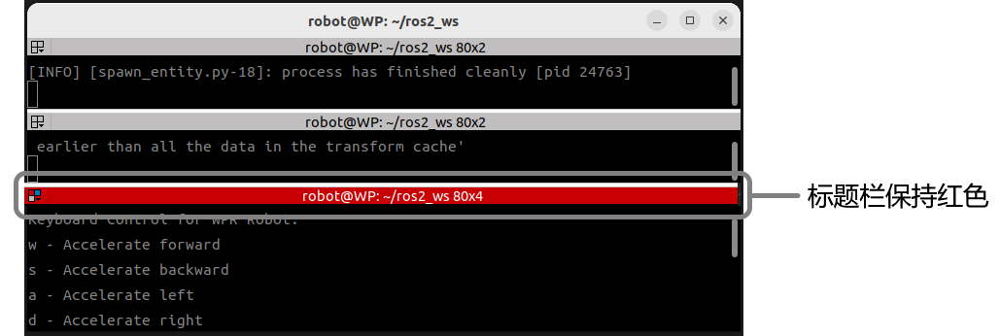 robot@WP: ~/ros2_ws
robot@WP: ~/ros2_ws 80x2
[INFO] [spawn_entity.py-18]: process has finished cleanly [pid 24763]
robot@WP: ~/ros2_ws 80x2
earlier than all the data in the transform cache'
robot@WP: ~/ros2_ws 80x4
标题栏保持红色
Keyboard control for WPR Robot:
w - Accelerate forward
s - Accelerate backward
a - Accelerate left
d - Accelerate right